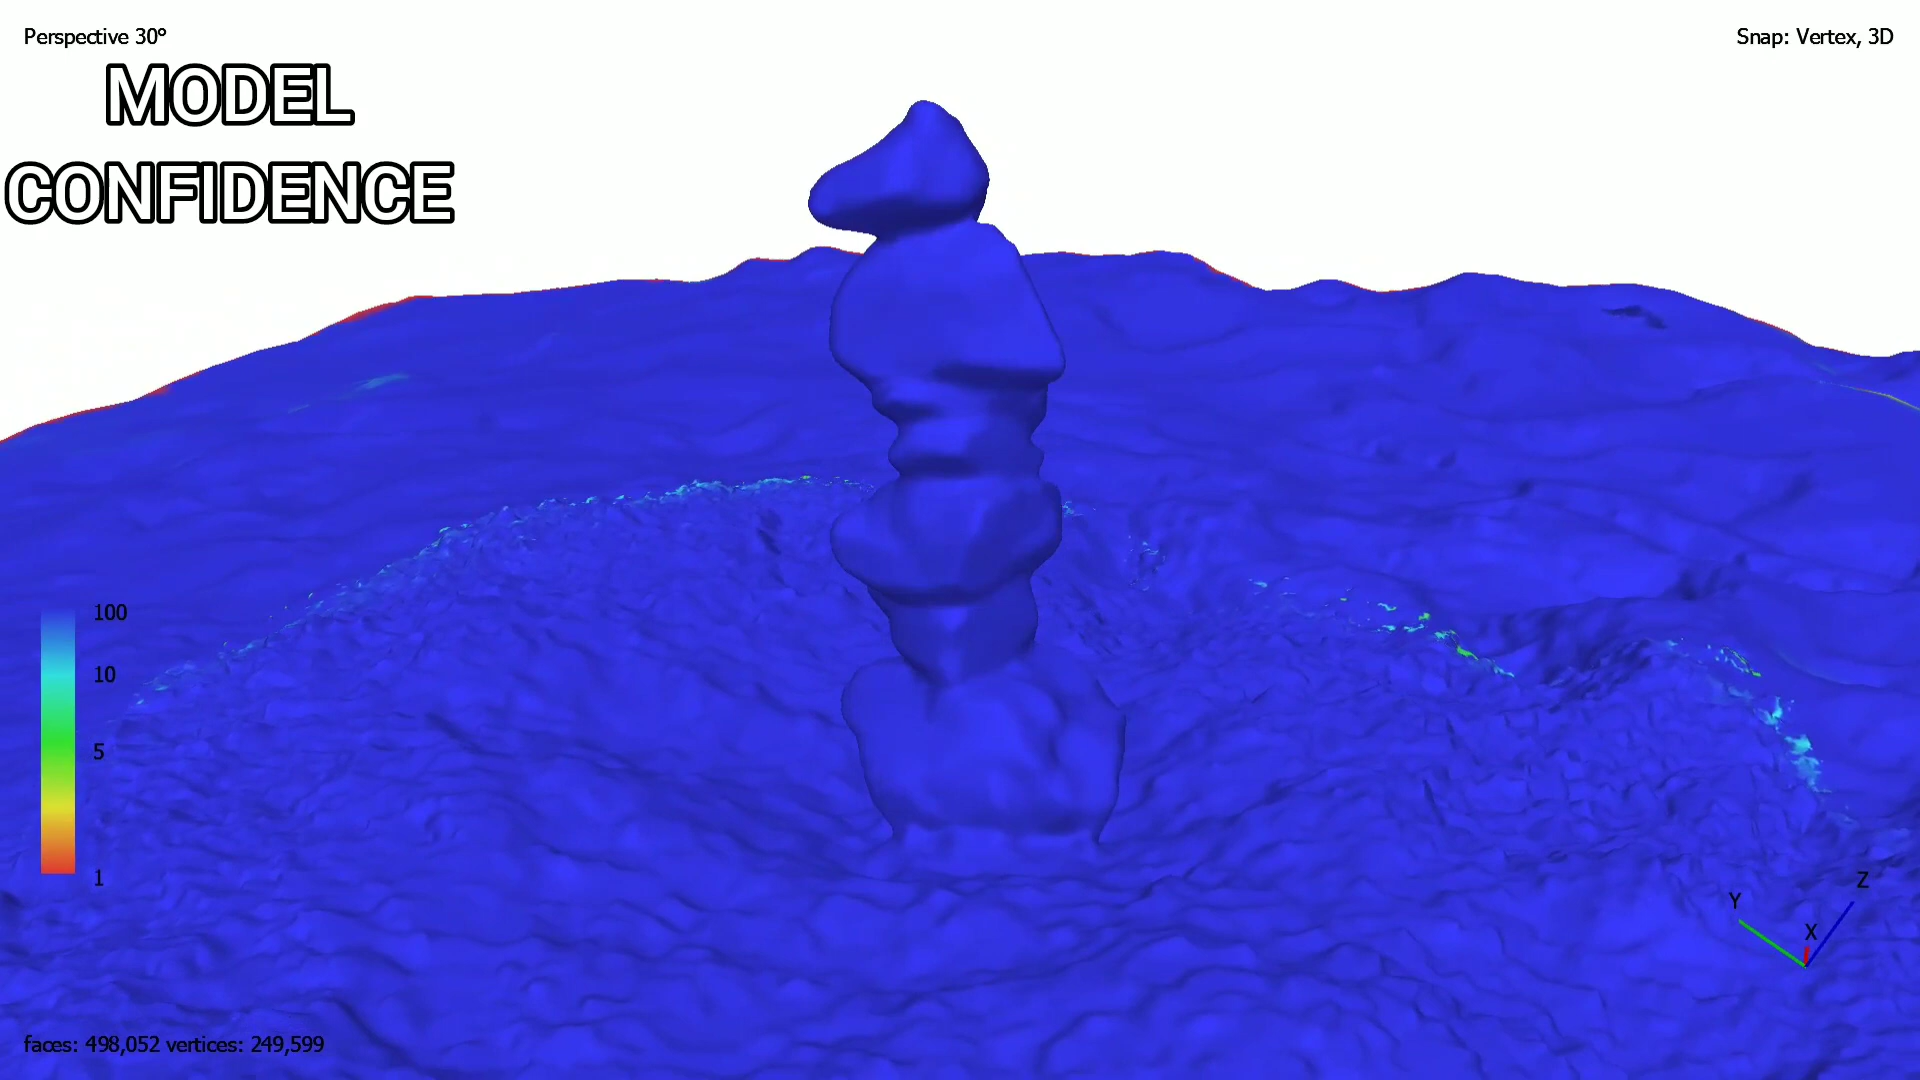 Perspective 30°
Snap: Vertex, 3D
MODEL
CONFIDENCE
100
10
5
1
Z
Y
X
faces: 498,052 vertices: 249,599